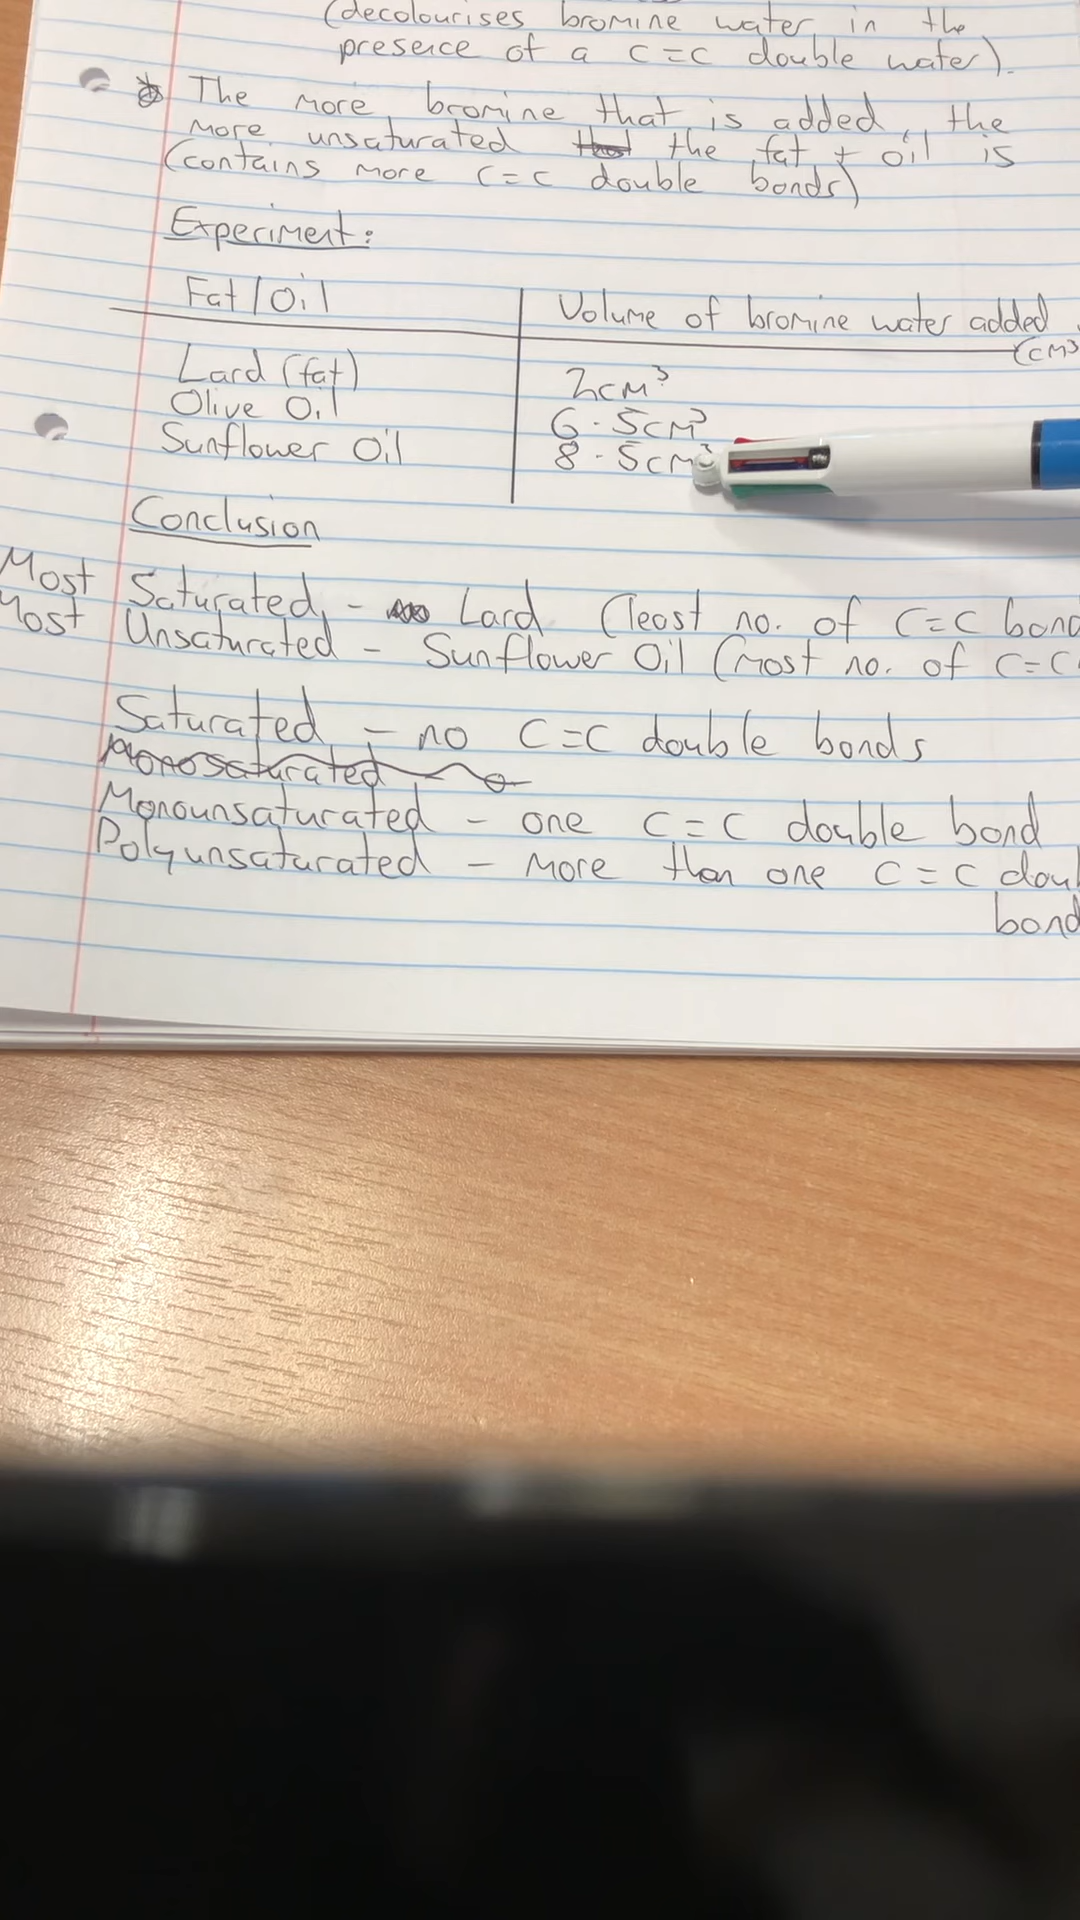 (decolourises bromine water in the
presence of a C=C double water).
* The more bromine that is added, the
more unsaturated the fat + oil is
(contains more C=C double bonds)
Experiment:
Fat/Oil Volume of bromine water added (cm³
Lard (fat) 2cm³
Olive Oil 6.5cm³
Sunflower Oil 8.5cm³
Conclusion
Most Saturated - Lard (least no. of C=C bond
Most Unsaturated - Sunflower Oil (most no. of C=C
Saturated - no C=C double bonds
Monosaturated -
Monounsaturated - one C=C double bond
Polyunsaturated - more than one C=C doub
bond